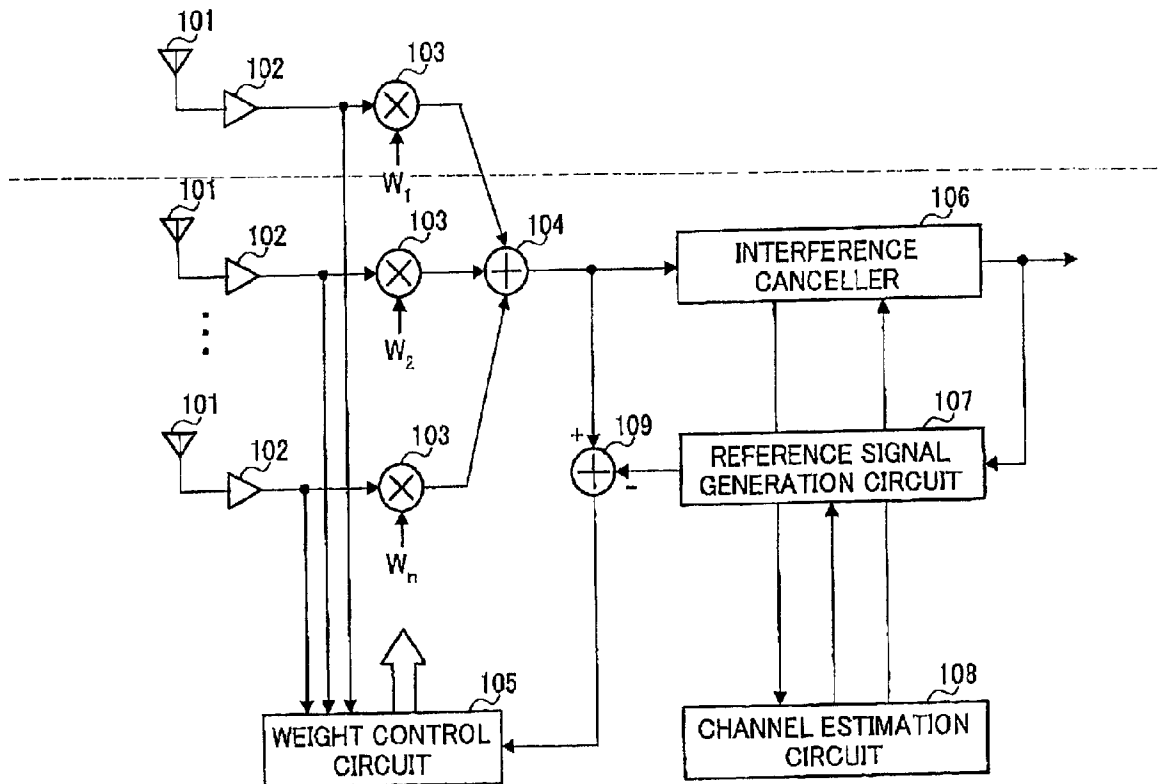 101
102
103
W1
101
102
103
104
106
INTERFERENCE
CANCELLER
W2
101
102
103
+
109
-
107
REFERENCE SIGNAL
GENERATION CIRCUIT
Wn
105
WEIGHT CONTROL
CIRCUIT
108
CHANNEL ESTIMATION
CIRCUIT